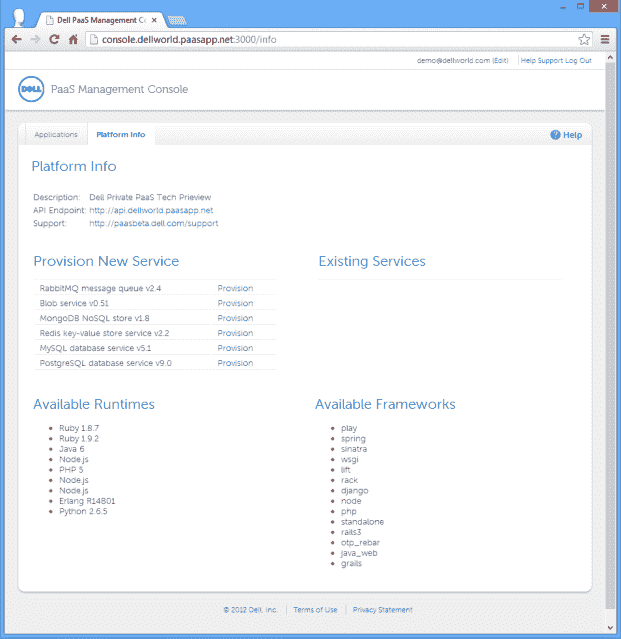 Dell PaaS Management Co
console.dellworld.paasapp.net:3000/info
demo@dellworld.com (Edit) Help Support Log Out
DELL PaaS Management Console
Applications Platform Info Help
Platform Info
Description: Dell Private PaaS Tech Prieview
API Endpoint: http://api.dellworld.paasapp.net
Support: http://paasbeta.dell.com/support
Provision New Service Existing Services
RabbitMQ message queue v2.4 Provision
Blob service v0.51 Provision
MongoDB NoSQL store v1.8 Provision
Redis key-value store service v2.2 Provision
MySQL database service v5.1 Provision
PostgreSQL database service v9.0 Provision
Available Runtimes
Ruby 1.8.7
Ruby 1.9.2
Java 6
Node.js
PHP 5
Node.js
Node.js
Erlang R14B01
Python 2.6.5
Available Frameworks
play
spring
sinatra
wsgi
lift
rack
django
node
php
standalone
rails3
otp_rebar
java_web
grails
© 2012 Dell, Inc. Terms of Use Privacy Statement